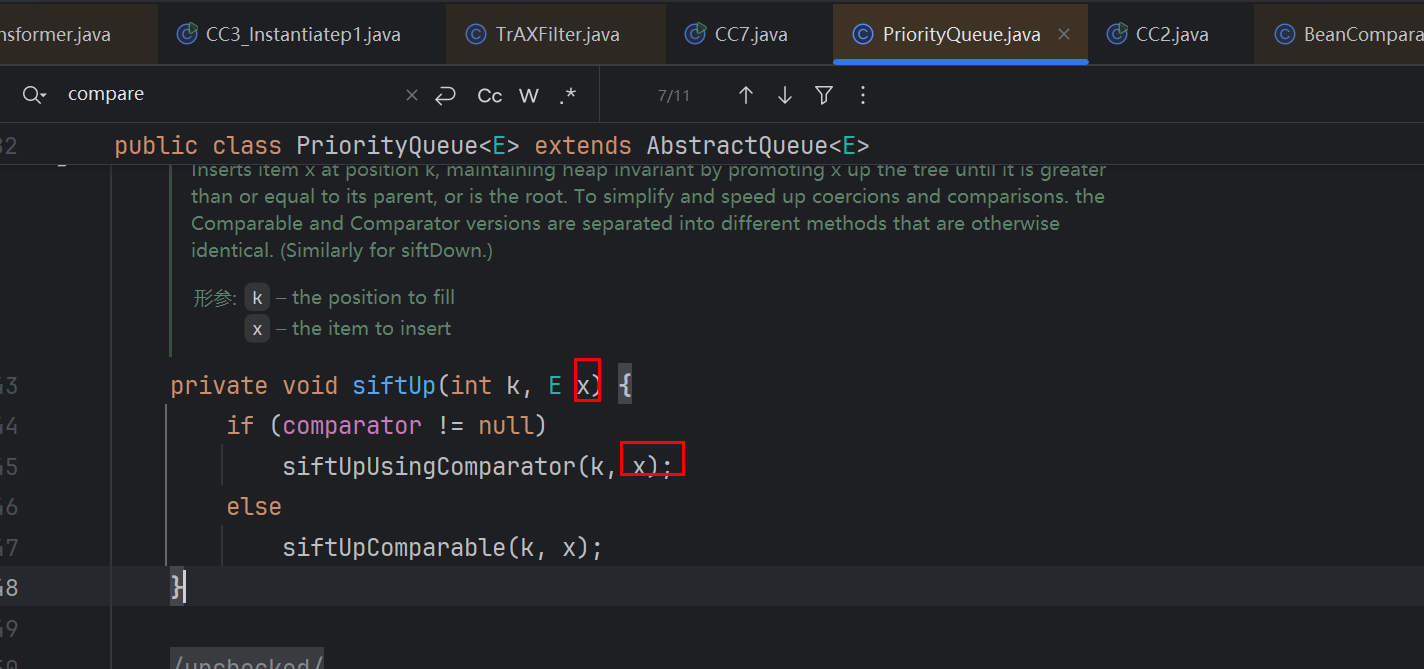 nsformer.java CC3_Instantiatep1.java TrAXFilter.java CC7.java PriorityQueue.java CC2.java BeanCompara
compare Cc W .* 7/11
32 public class PriorityQueue<E> extends AbstractQueue<E>
Inserts item x at position k, maintaining heap invariant by promoting x up the tree until it is greater
than or equal to its parent, or is the root. To simplify and speed up coercions and comparisons. the
Comparable and Comparator versions are separated into different methods that are otherwise
identical. (Similarly for siftDown.)
形参: k – the position to fill
x – the item to insert
43 private void siftUp(int k, E x) {
44 if (comparator != null)
45 siftUpUsingComparator(k, x);
46 else
47 siftUpComparable(k, x);
48 }
49
50 /unchecked/